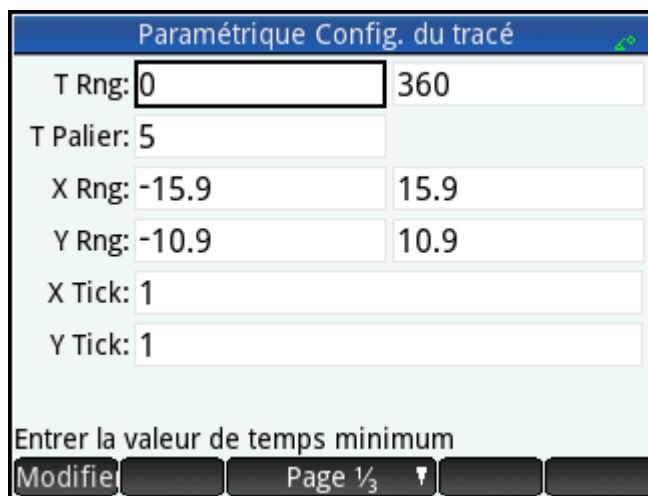 Paramétrique Config. du tracé
T Rng: 0 360
T Palier: 5
X Rng: -15.9 15.9
Y Rng: -10.9 10.9
X Tick: 1
Y Tick: 1
Entrer la valeur de temps minimum
Modifie Page 1/3